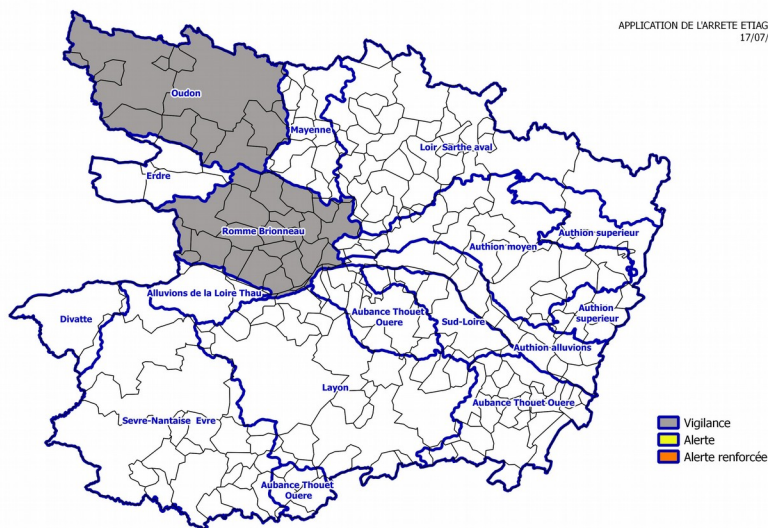 APPLICATION DE L'ARRETE ETIAG
17/07/
Oudon
Mayenne
Loir Sarthe aval
Erdre
Romme Brionneau
Authion superieur
Authion moyen
Alluvions de la Loire Thau
Divatte
Aubance Thouet
Ouere
Sud-Loire
Authion
superieur
Authion alluvions
Layon
Aubance Thouet Ouere
Sevre-Nantaise Evre
Aubance Thouet
Ouere
Vigilance
Alerte
Alerte renforcée